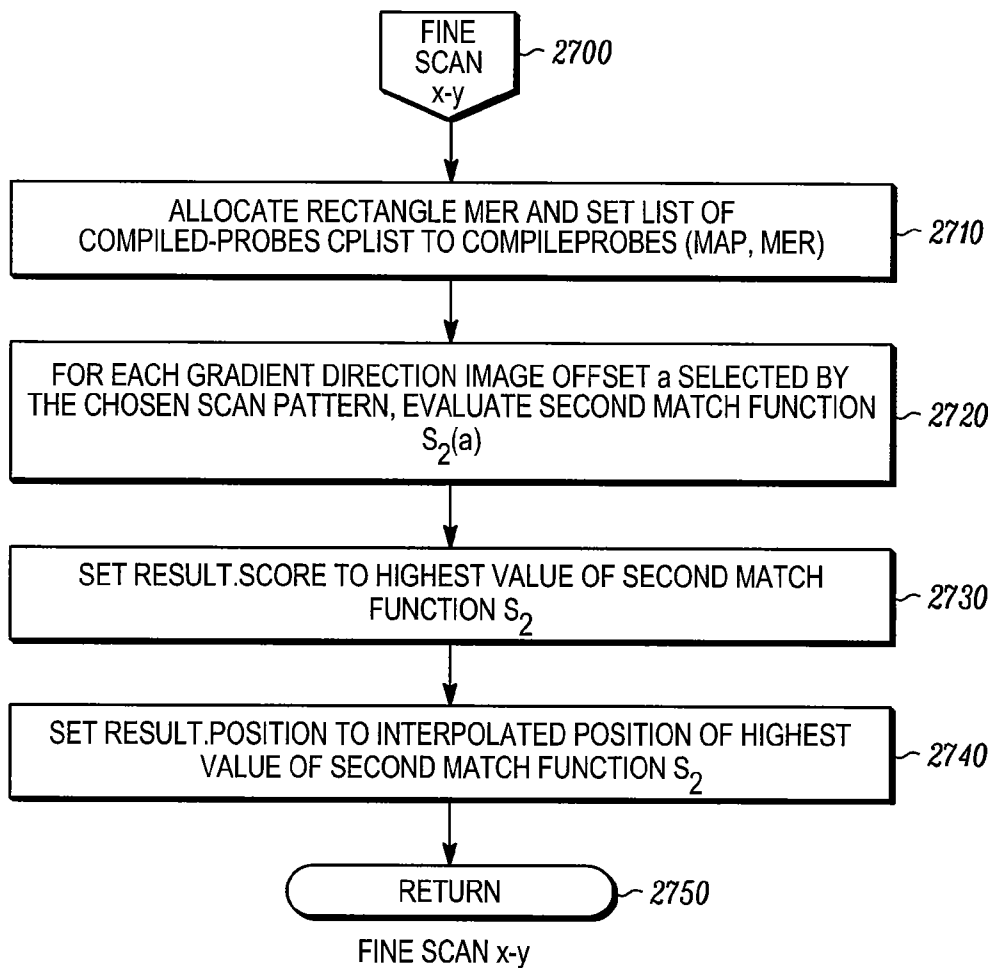 FINE
SCAN
x-y
2700
ALLOCATE RECTANGLE MER AND SET LIST OF
COMPILED-PROBES CPLIST TO COMPILEPROBES (MAP, MER)
2710
FOR EACH GRADIENT DIRECTION IMAGE OFFSET a SELECTED BY
THE CHOSEN SCAN PATTERN, EVALUATE SECOND MATCH FUNCTION
S2(a)
2720
SET RESULT.SCORE TO HIGHEST VALUE OF SECOND MATCH
FUNCTION S2
2730
SET RESULT.POSITION TO INTERPOLATED POSITION OF HIGHEST
VALUE OF SECOND MATCH FUNCTION S2
2740
RETURN
2750
FINE SCAN x-y